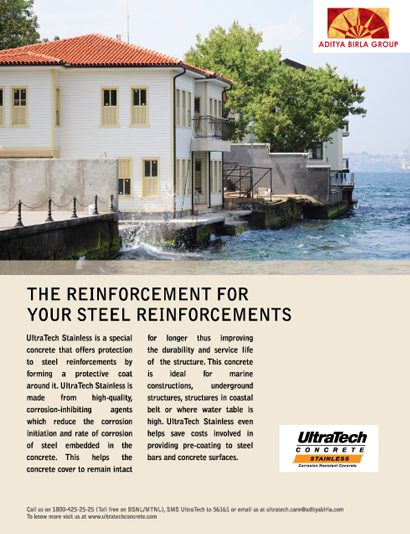 ADITYA BIRLA GROUP
THE REINFORCEMENT FOR
YOUR STEEL REINFORCEMENTS
UltraTech Stainless is a special
concrete that offers protection
to steel reinforcements by
forming a protective coat
around it. UltraTech Stainless is
made from high-quality,
corrosion-inhibiting agents
which reduce the corrosion
initiation and rate of corrosion
of steel embedded in the
concrete. This helps the
concrete cover to remain intact
for longer thus improving
the durability and service life
of the structure. This concrete
is ideal for marine
constructions, underground
structures, structures in coastal
belt or where water table is
high. UltraTech Stainless even
helps save costs involved in
providing pre-coating to steel
bars and concrete surfaces.
UltraTech
CONCRETE
STAINLESS
Corrosion Resistant Concrete
Call us on 1800-425-25-25 (Toll free on BSNL/MTNL), SMS UltraTech to 56161 or email us at ultratech.care@adityabirla.com
To know more visit us at www.ultratechconcrete.com